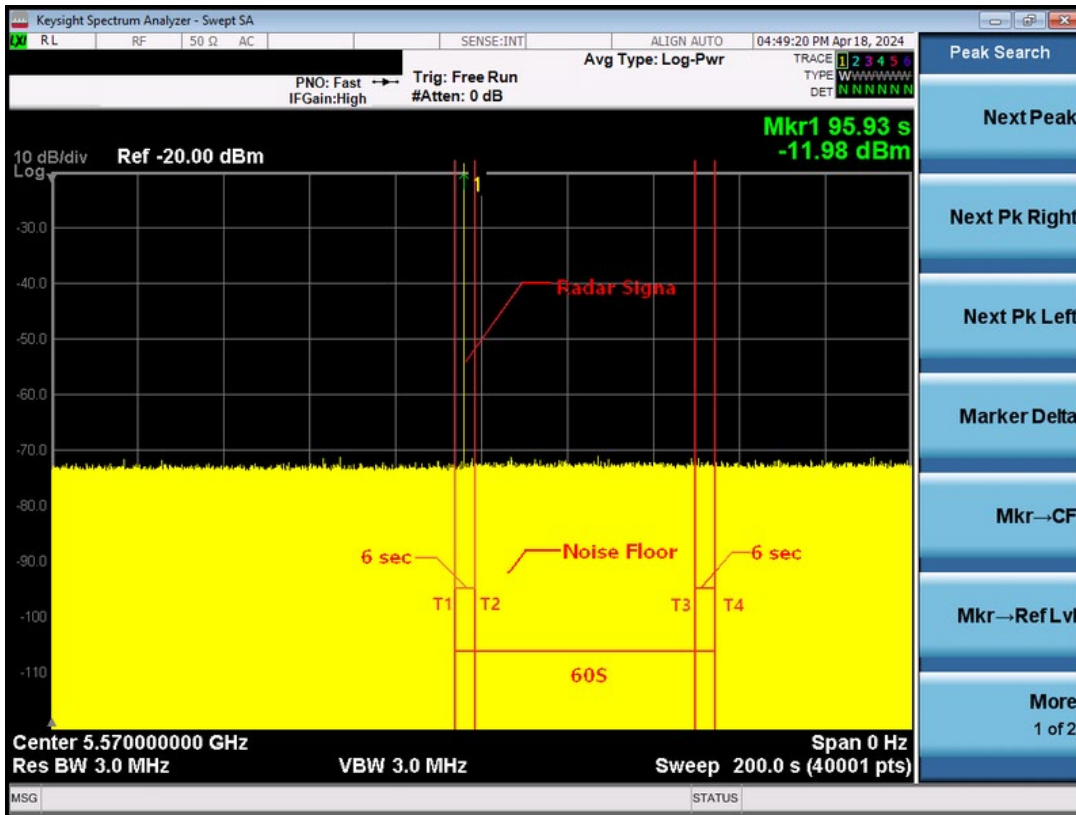 Keysight Spectrum Analyzer - Swept SA
LXI RL RF 50 Ω AC SENSE:INT ALIGN AUTO 04:49:20 PM Apr 18, 2024
PNO: Fast
IFGain:High
Trig: Free Run
#Atten: 0 dB
Avg Type: Log-Pwr
TRACE 1 2 3 4 5 6
TYPE WWWWWW
DET N N N N N N
Mkr1 95.93 s
-11.98 dBm
10 dB/div Ref -20.00 dBm
Log
1
-30.0
-40.0
Radar Signa
-50.0
-60.0
-70.0
-80.0
-90.0
6 sec Noise Floor 6 sec
T1 T2 T3 T4
-100
-110
60S
Center 5.570000000 GHz Span 0 Hz
Res BW 3.0 MHz VBW 3.0 MHz Sweep 200.0 s (40001 pts)
MSG STATUS
Peak Search
Next Peak
Next Pk Right
Next Pk Left
Marker Delta
Mkr→CF
Mkr→Ref Lvl
More
1 of 2